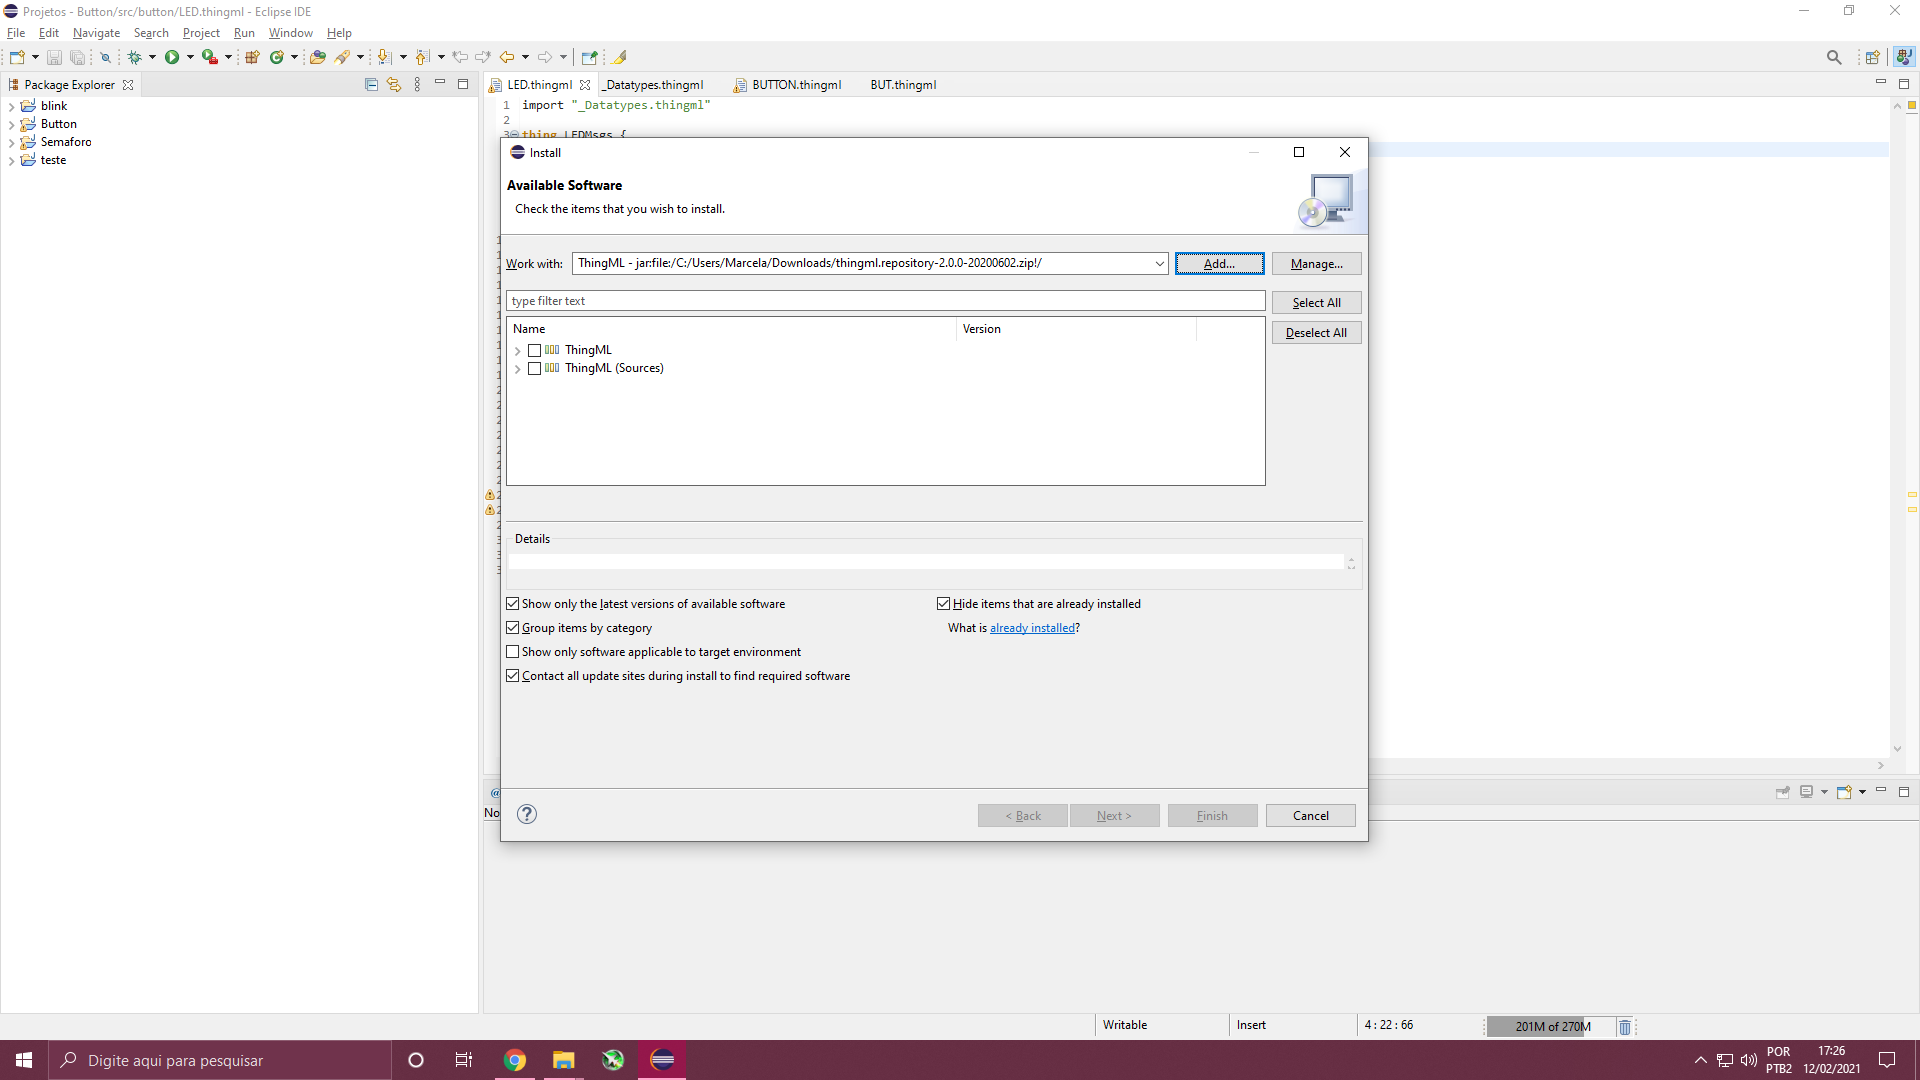 Projetos - Button/src/button/LED.thingml - Eclipse IDE
File Edit Navigate Search Project Run Window Help
Package Explorer
blink
Button
Semaforo
teste
LED.thingml _Datatypes.thingml BUTTON.thingml BUT.thingml
1 import "_Datatypes.thingml"
2
3 thing LEDMsgs {
Install
Available Software
Check the items that you wish to install.
Work with: ThingML - jar:file:/C:/Users/Marcela/Downloads/thingml.repository-2.0.0-20200602.zip!/ Add... Manage...
type filter text Select All
Deselect All
Name Version
ThingML
ThingML (Sources)
Details
Show only the latest versions of available software Hide items that are already installed
Group items by category What is already installed?
Show only software applicable to target environment
Contact all update sites during install to find required software
No
< Back Next > Finish Cancel
Writable Insert 4 : 22 : 66 201M of 270M
Digite aqui para pesquisar
POR 17:26
PTB2 12/02/2021